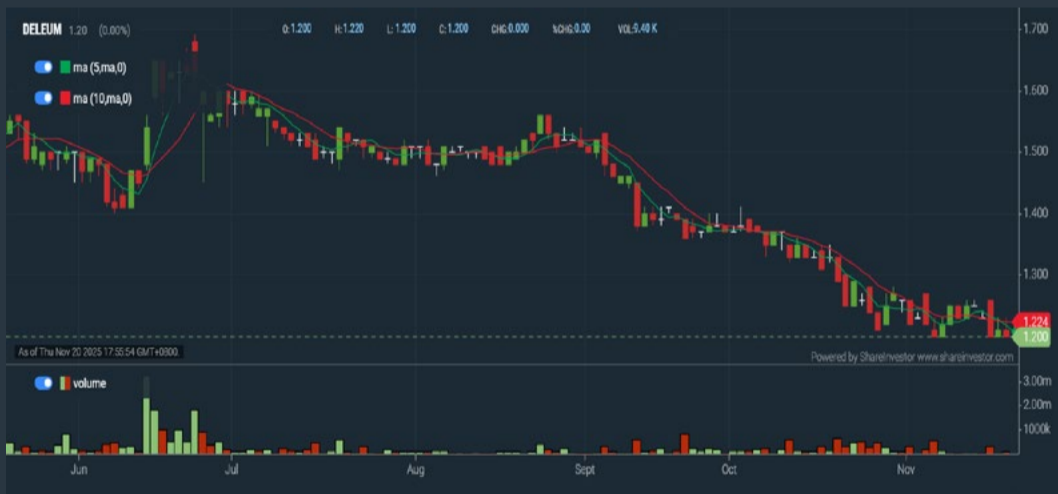 DELEUM 1.20 (0.00%) O:1.200 H:1.220 L:1.200 C:1.200 CHG:0.000 %CHG:0.00 VOL:9.40 K
ma (5,ma,0)
ma (10,ma,0)
1.700
1.600
1.500
1.400
1.300
1.224
1.200
As of Thu Nov 20 2025 17:55:54 GMT+0800.
Powered by ShareInvestor www.shareinvestor.com
volume
3.00m
2.00m
1000k
Jun Jul Aug Sept Oct Nov